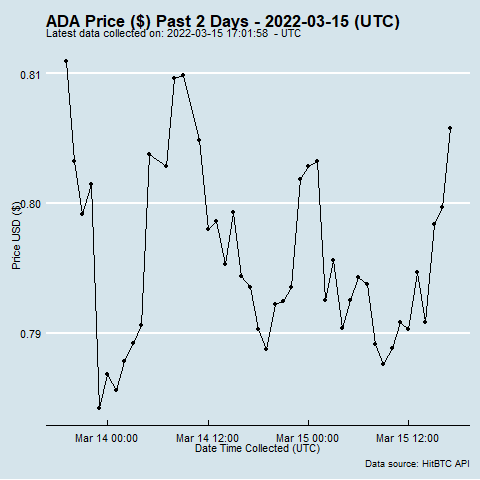 ADA Price ($) Past 2 Days - 2022-03-15 (UTC)
Latest data collected on: 2022-03-15 17:01:58  - UTC
0.81
0.80
0.79
Price USD ($)
Mar 14 00:00 Mar 14 12:00 Mar 15 00:00 Mar 15 12:00
Date Time Collected (UTC)
Data source: HitBTC API